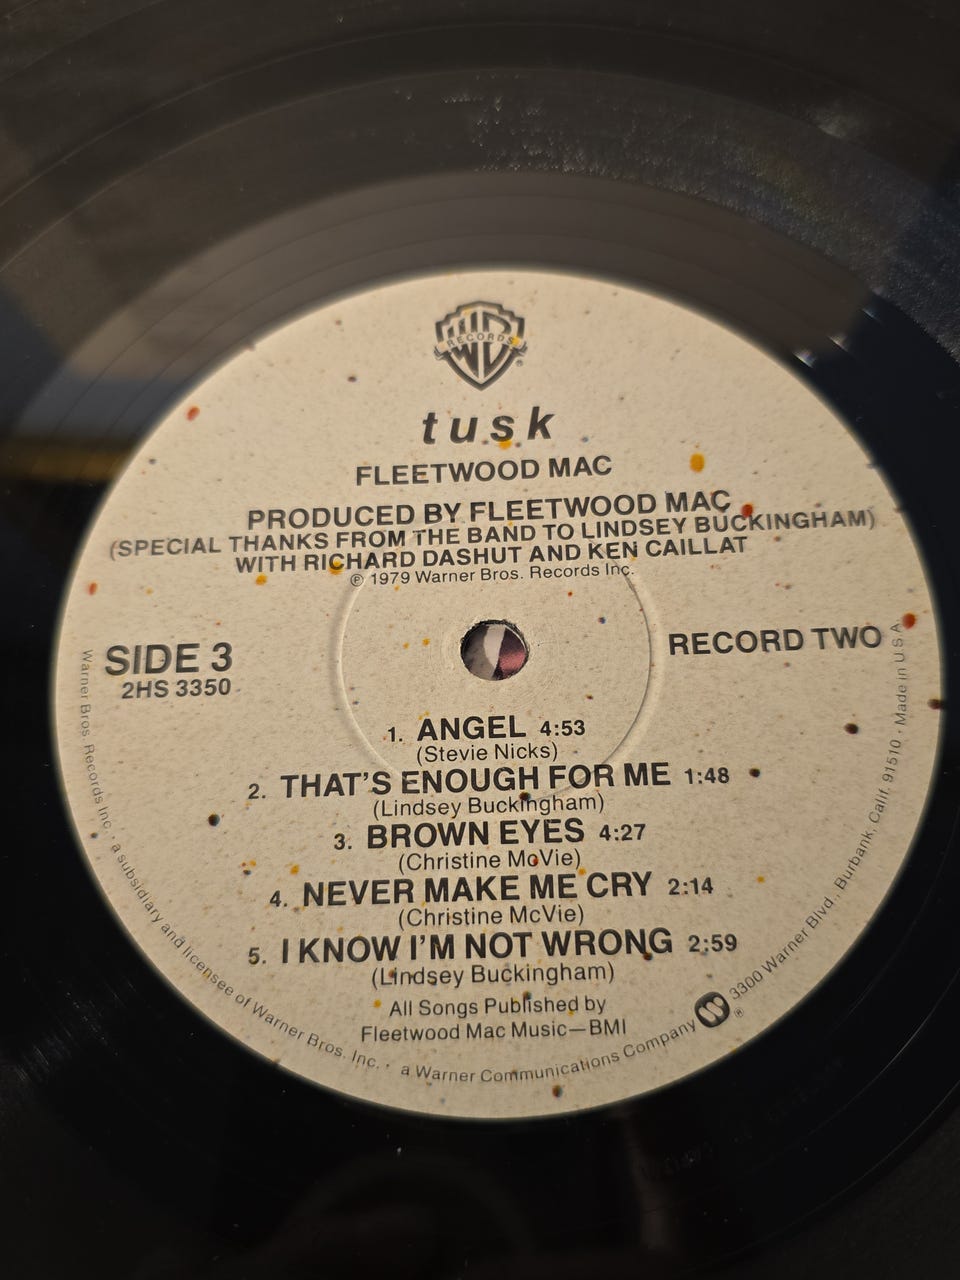 WB
RECORDS
®
tusk
FLEETWOOD MAC
PRODUCED BY FLEETWOOD MAC
(SPECIAL THANKS FROM THE BAND TO LINDSEY BUCKINGHAM)
WITH RICHARD DASHUT AND KEN CAILLAT
℗ 1979 Warner Bros. Records Inc.
SIDE 3
2HS 3350
RECORD TWO
1. ANGEL 4:53
(Stevie Nicks)
2. THAT'S ENOUGH FOR ME 1:48
(Lindsey Buckingham)
3. BROWN EYES 4:27
(Christine McVie)
4. NEVER MAKE ME CRY 2:14
(Christine McVie)
5. I KNOW I'M NOT WRONG 2:59
(Lindsey Buckingham)
All Songs Published by
Fleetwood Mac Music—BMI
Warner Bros. Records Inc. · a subsidiary and licensee of Warner Bros. Inc. · a Warner Communications Company ® 3300 Warner Blvd., Burbank, Calif. 91510 · Made in U.S.A.